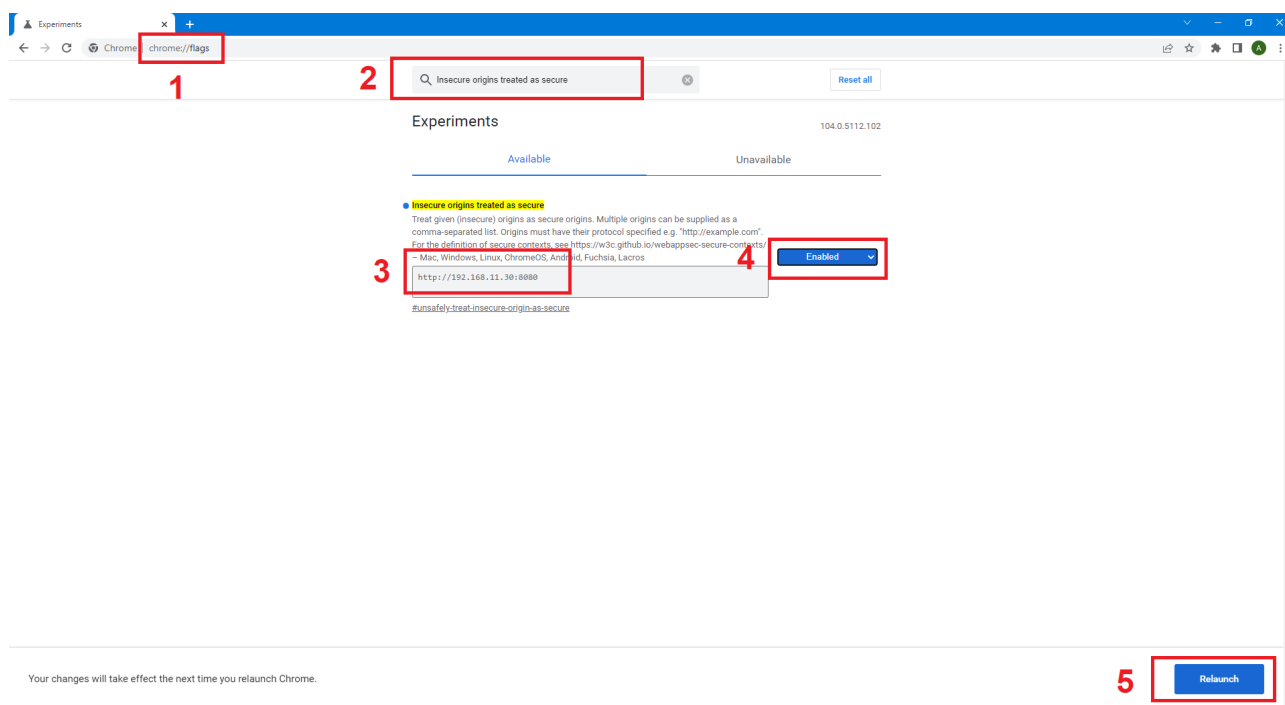 Experiments
Chrome | chrome://flags
A
1
2
Insecure origins treated as secure
Reset all
Experiments
104.0.5112.102
Available
Unavailable
Insecure origins treated as secure
Treat given (insecure) origins as secure origins. Multiple origins can be supplied as a
comma-separated list. Origins must have their protocol specified e.g. "http://example.com".
For the definition of secure contexts, see https://w3c.github.io/webappsec-secure-contexts/
– Mac, Windows, Linux, ChromeOS, Android, Fuchsia, Lacros
4
Enabled
3
http://192.168.11.30:8080
#unsafely-treat-insecure-origin-as-secure
Your changes will take effect the next time you relaunch Chrome.
5
Relaunch